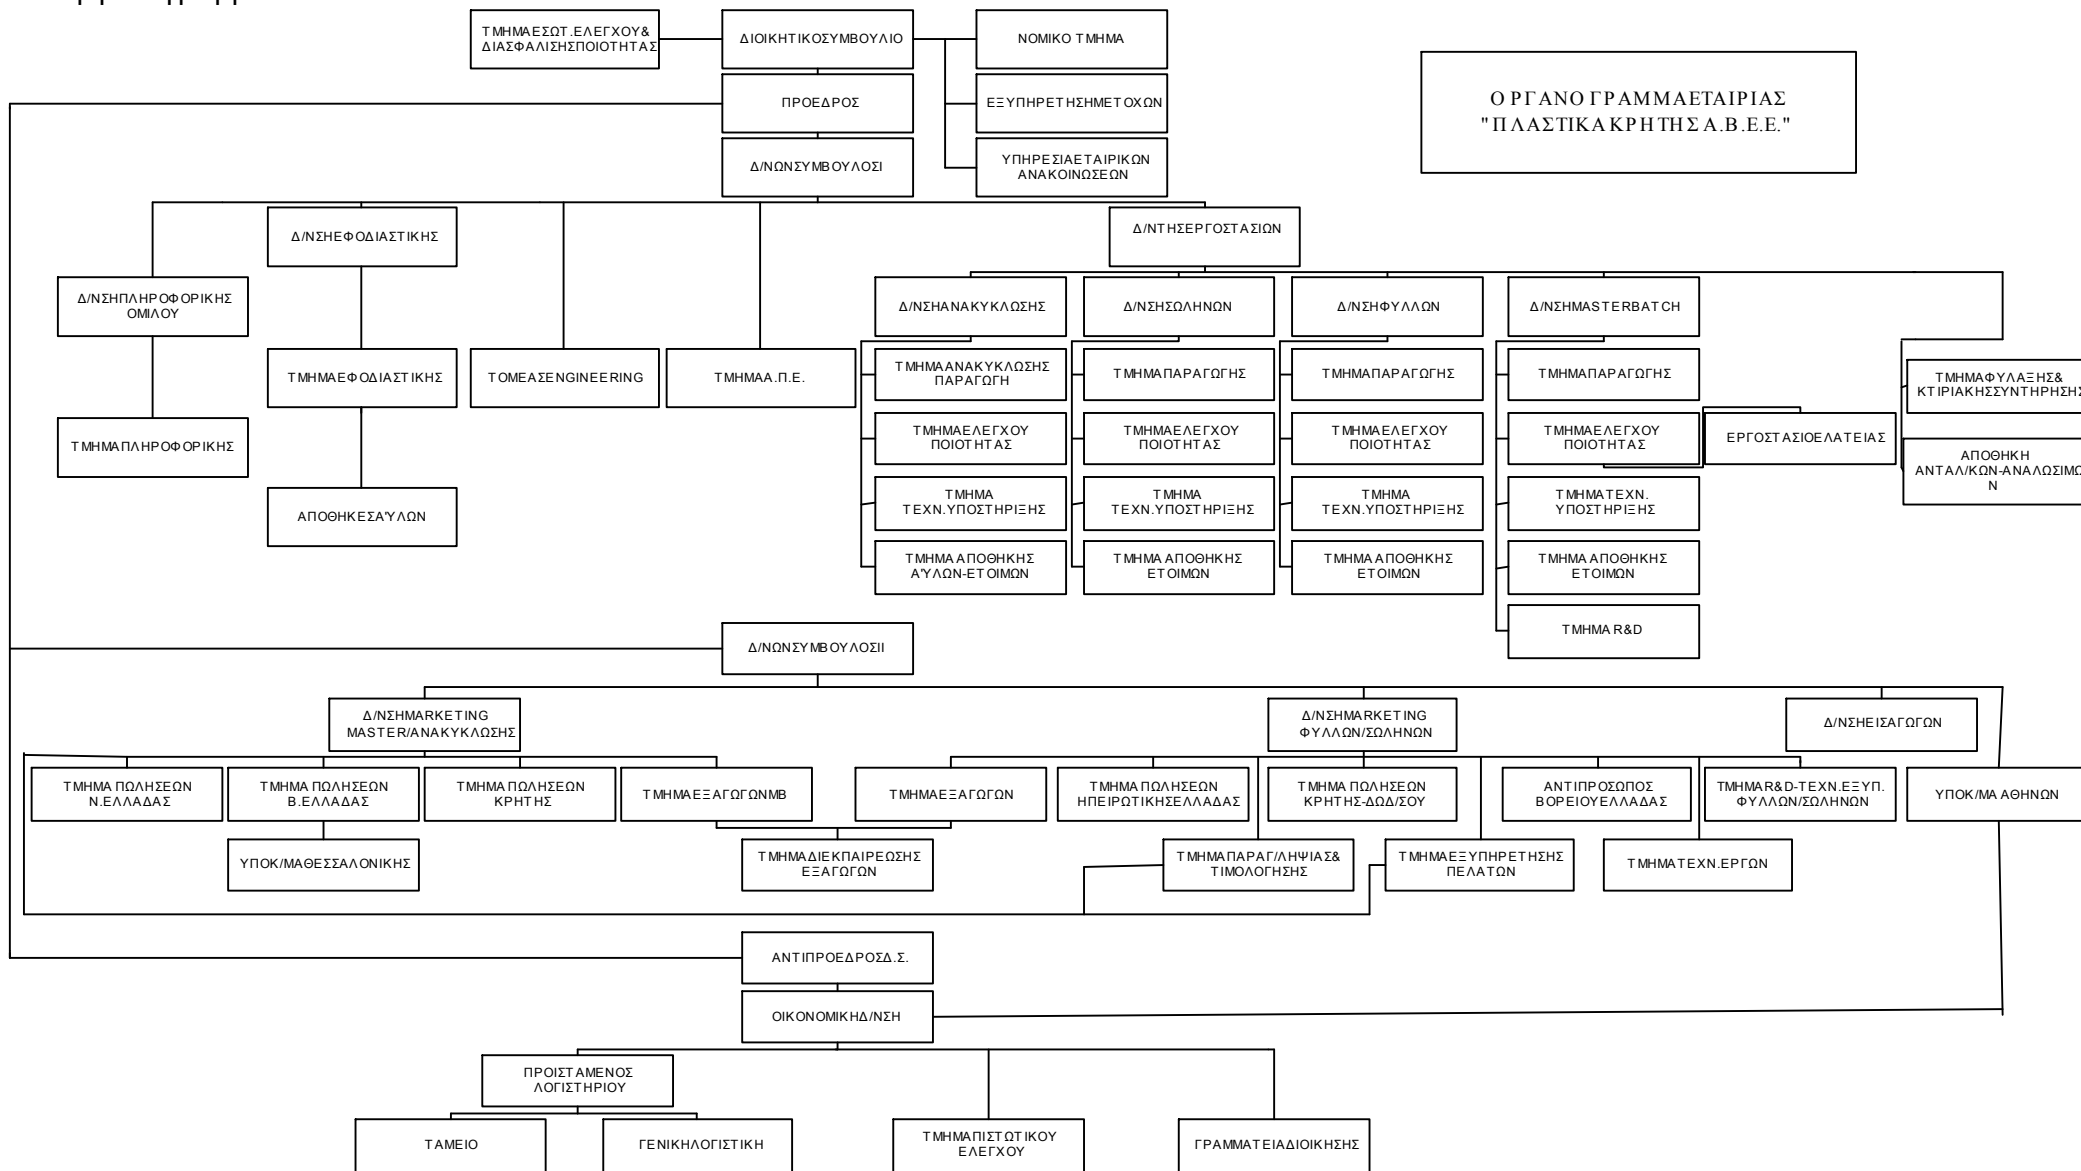 ΤΜΗΜΑ ΕΣΩΤ. ΕΛΕΓΧΟΥ &
ΔΙΑΣΦΑΛΙΣΗΣ ΠΟΙΟΤΗΤΑΣ
ΔΙΟΙΚΗΤΙΚΟ ΣΥΜΒΟΥΛΙΟ
ΝΟΜΙΚΟ ΤΜΗΜΑ
ΠΡΟΕΔΡΟΣ
ΕΞΥΠΗΡΕΤΗΣΗ ΜΕΤΟΧΩΝ
ΟΡΓΑΝΟΓΡΑΜΜΑ ΕΤΑΙΡΙΑΣ
"ΠΛΑΣΤΙΚΑ ΚΡΗΤΗΣ Α.Β.Ε.Ε."
Δ/ΝΩΝ ΣΥΜΒΟΥΛΟΣ Ι
ΥΠΗΡΕΣΙΑ ΕΤΑΙΡΙΚΩΝ
ΑΝΑΚΟΙΝΩΣΕΩΝ
Δ/ΝΣΗ ΕΦΟΔΙΑΣΤΙΚΗΣ
Δ/ΝΤΗΣ ΕΡΓΟΣΤΑΣΙΩΝ
Δ/ΝΣΗ ΠΛΗΡΟΦΟΡΙΚΗΣ
ΟΜΙΛΟΥ
Δ/ΝΣΗ ΑΝΑΚΥΚΛΩΣΗΣ
Δ/ΝΣΗ ΣΩΛΗΝΩΝ
Δ/ΝΣΗ ΦΥΛΛΩΝ
Δ/ΝΣΗ MASTERBATCH
ΤΜΗΜΑ ΕΦΟΔΙΑΣΤΙΚΗΣ
ΤΟΜΕΑΣ ENGINEERING
ΤΜΗΜΑ Α.Π.Ε.
ΤΜΗΜΑ ΑΝΑΚΥΚΛΩΣΗΣ
ΠΑΡΑΓΩΓΗ
ΤΜΗΜΑ ΠΑΡΑΓΩΓΗΣ
ΤΜΗΜΑ ΠΑΡΑΓΩΓΗΣ
ΤΜΗΜΑ ΠΑΡΑΓΩΓΗΣ
ΤΜΗΜΑ ΦΥΛΑΞΗΣ &
ΚΤΙΡΙΑΚΗΣ ΣΥΝΤΗΡΗΣΗΣ
ΤΜΗΜΑ ΠΛΗΡΟΦΟΡΙΚΗΣ
ΤΜΗΜΑ ΕΛΕΓΧΟΥ
ΠΟΙΟΤΗΤΑΣ
ΤΜΗΜΑ ΕΛΕΓΧΟΥ
ΠΟΙΟΤΗΤΑΣ
ΤΜΗΜΑ ΕΛΕΓΧΟΥ
ΠΟΙΟΤΗΤΑΣ
ΤΜΗΜΑ ΕΛΕΓΧΟΥ
ΠΟΙΟΤΗΤΑΣ
ΕΡΓΟΣΤΑΣΙΟ ΕΛΑΤΕΙΑΣ
ΑΠΟΘΗΚΗ
ΑΝΤΑΛ/ΚΩΝ-ΑΝΑΛΩΣΙΜΩ
Ν
ΑΠΟΘΗΚΕΣ Α'ΥΛΩΝ
ΤΜΗΜΑ
ΤΕΧΝ. ΥΠΟΣΤΗΡΙΞΗΣ
ΤΜΗΜΑ
ΤΕΧΝ. ΥΠΟΣΤΗΡΙΞΗΣ
ΤΜΗΜΑ
ΤΕΧΝ. ΥΠΟΣΤΗΡΙΞΗΣ
ΤΜΗΜΑ ΤΕΧΝ.
ΥΠΟΣΤΗΡΙΞΗΣ
ΤΜΗΜΑ ΑΠΟΘΗΚΗΣ
Α'ΥΛΩΝ-ΕΤΟΙΜΩΝ
ΤΜΗΜΑ ΑΠΟΘΗΚΗΣ
ΕΤΟΙΜΩΝ
ΤΜΗΜΑ ΑΠΟΘΗΚΗΣ
ΕΤΟΙΜΩΝ
ΤΜΗΜΑ ΑΠΟΘΗΚΗΣ
ΕΤΟΙΜΩΝ
ΤΜΗΜΑ R&D
Δ/ΝΩΝ ΣΥΜΒΟΥΛΟΣ ΙΙ
Δ/ΝΣΗ MARKETING
MASTER/ΑΝΑΚΥΚΛΩΣΗΣ
Δ/ΝΣΗ MARKETING
ΦΥΛΛΩΝ/ΣΩΛΗΝΩΝ
Δ/ΝΣΗ ΕΙΣΑΓΩΓΩΝ
ΤΜΗΜΑ ΠΩΛΗΣΕΩΝ
Ν.ΕΛΛΑΔΑΣ
ΤΜΗΜΑ ΠΩΛΗΣΕΩΝ
Β.ΕΛΛΑΔΑΣ
ΤΜΗΜΑ ΠΩΛΗΣΕΩΝ
ΚΡΗΤΗΣ
ΤΜΗΜΑ ΕΞΑΓΩΓΩΝ ΜΒ
ΤΜΗΜΑ ΕΞΑΓΩΓΩΝ
ΤΜΗΜΑ ΠΩΛΗΣΕΩΝ
ΗΠΕΙΡΩΤΙΚΗΣ ΕΛΛΑΔΑΣ
ΤΜΗΜΑ ΠΩΛΗΣΕΩΝ
ΚΡΗΤΗΣ-ΔΩΔ/ΣΟΥ
ΑΝΤΙΠΡΟΣΩΠΟΣ
ΒΟΡΕΙΟΥ ΕΛΛΑΔΑΣ
ΤΜΗΜΑ R&D-ΤΕΧΝ. ΕΞΥΠ.
ΦΥΛΛΩΝ/ΣΩΛΗΝΩΝ
ΥΠΟΚ/ΜΑ ΑΘΗΝΩΝ
ΥΠΟΚ/ΜΑ ΘΕΣΣΑΛΟΝΙΚΗΣ
ΤΜΗΜΑ ΔΙΕΚΠΑΙΡΕΩΣΗΣ
ΕΞΑΓΩΓΩΝ
ΤΜΗΜΑ ΠΑΡΑΓ/ΛΗΨΙΑΣ &
ΤΙΜΟΛΟΓΗΣΗΣ
ΤΜΗΜΑ ΕΞΥΠΗΡΕΤΗΣΗΣ
ΠΕΛΑΤΩΝ
ΤΜΗΜΑ ΤΕΧΝ. ΕΡΓΩΝ
ΑΝΤΙΠΡΟΕΔΡΟΣ Δ.Σ.
ΟΙΚΟΝΟΜΙΚΗ Δ/ΝΣΗ
ΠΡΟΙΣΤΑΜΕΝΟΣ
ΛΟΓΙΣΤΗΡΙΟΥ
ΤΑΜΕΙΟ
ΓΕΝΙΚΗ ΛΟΓΙΣΤΙΚΗ
ΤΜΗΜΑ ΠΙΣΤΩΤΙΚΟΥ
ΕΛΕΓΧΟΥ
ΓΡΑΜΜΑΤΕΙΑ ΔΙΟΙΚΗΣΗΣ